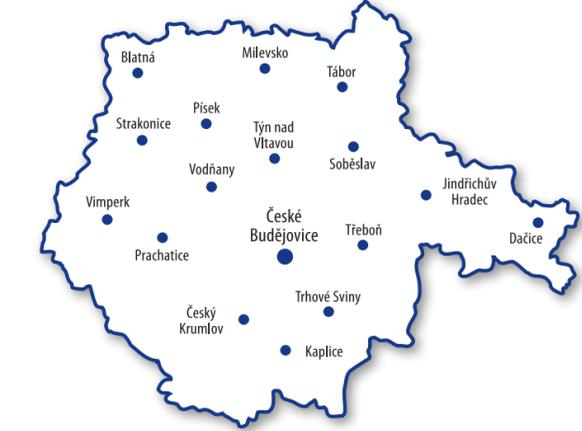 Milevsko
Blatná
Tábor
Písek
Strakonice
Týn nad
Vltavou
Soběslav
Vodňany
Jindřichův
Hradec
Vimperk
České
Budějovice
Třeboň
Dačice
Prachatice
Trhové Sviny
Český
Krumlov
Kaplice